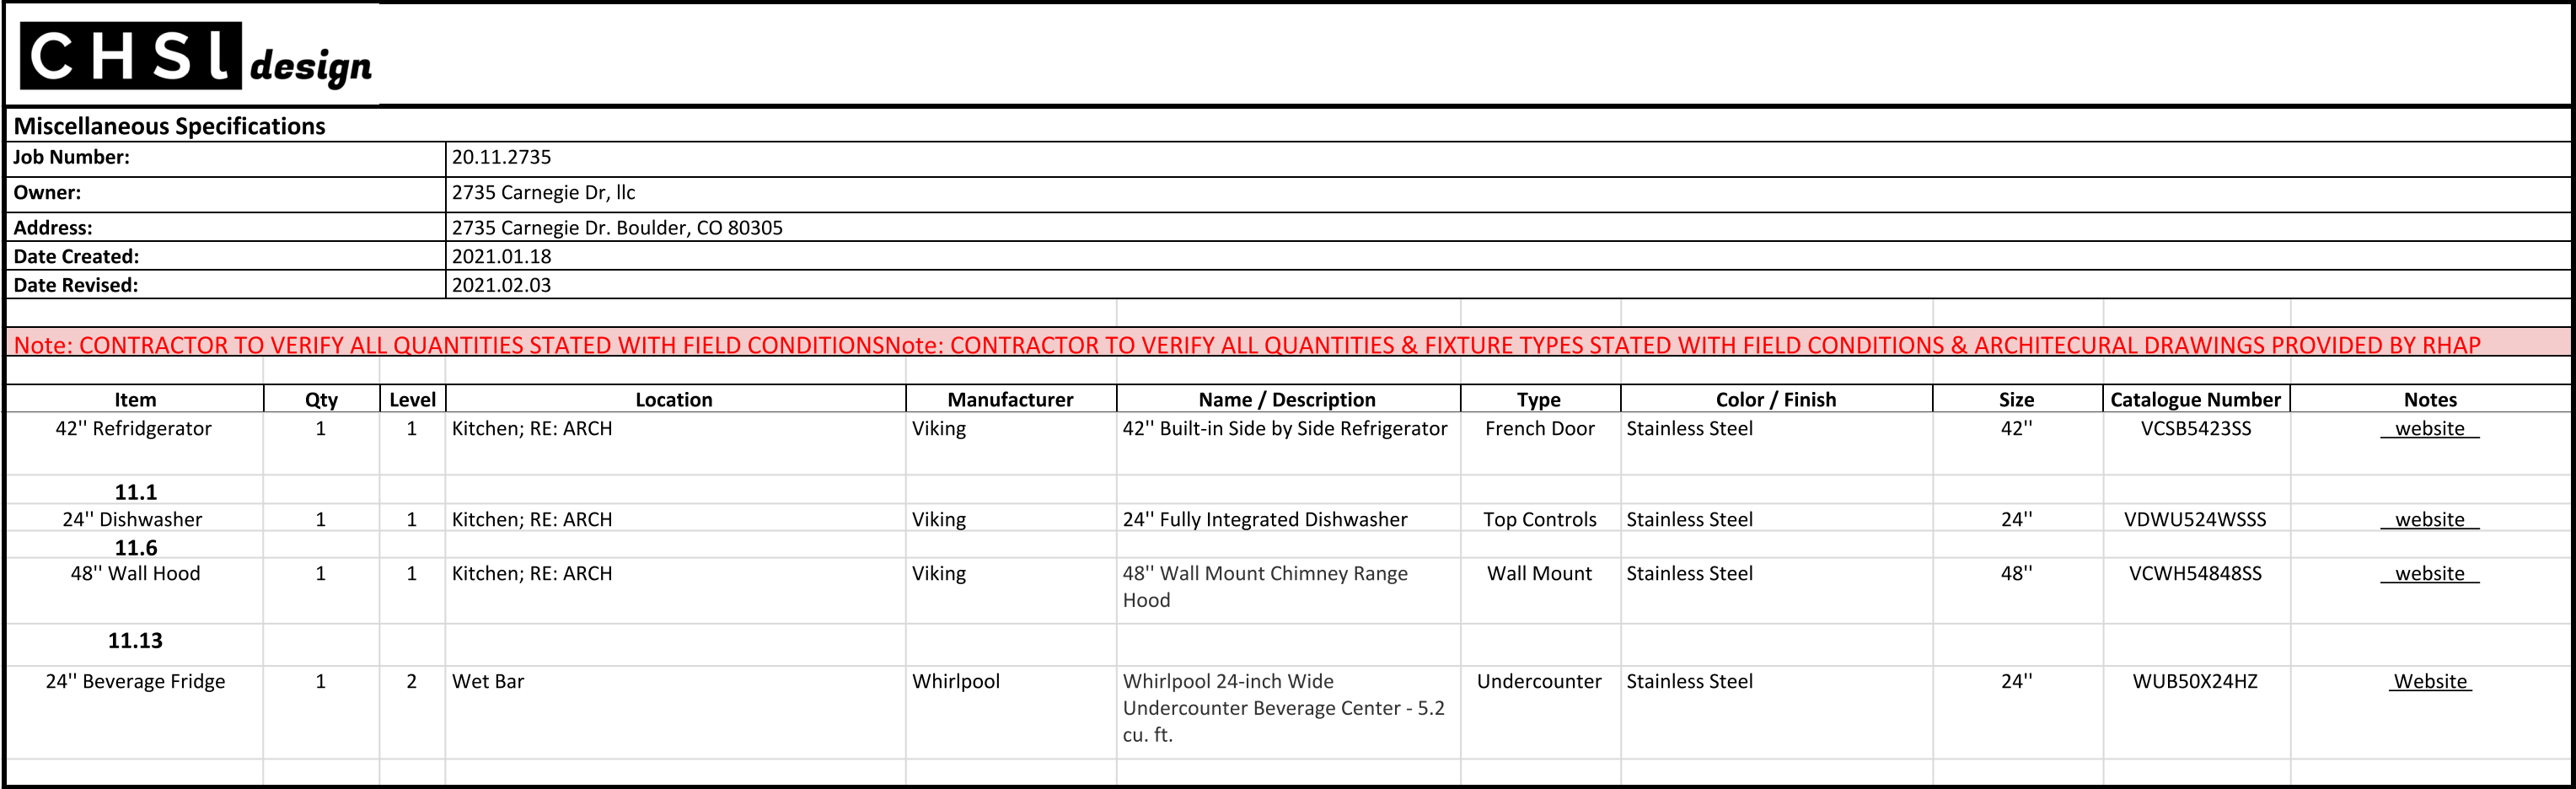 CHSl design
Miscellaneous Specifications
Job Number: 20.11.2735
Owner: 2735 Carnegie Dr, llc
Address: 2735 Carnegie Dr. Boulder, CO 80305
Date Created: 2021.01.18
Date Revised: 2021.02.03
Note: CONTRACTOR TO VERIFY ALL QUANTITIES STATED WITH FIELD CONDITIONSNote: CONTRACTOR TO VERIFY ALL QUANTITIES & FIXTURE TYPES STATED WITH FIELD CONDITIONS & ARCHITECURAL DRAWINGS PROVIDED BY RHAP
Item Qty Level Location Manufacturer Name / Description Type Color / Finish Size Catalogue Number Notes
42" Refridgerator 1 1 Kitchen; RE: ARCH Viking 42" Built-in Side by Side Refrigerator French Door Stainless Steel 42" VCSB5423SS website
11.1
24" Dishwasher 1 1 Kitchen; RE: ARCH Viking 24" Fully Integrated Dishwasher Top Controls Stainless Steel 24" VDWU524WSSS website
11.6
48" Wall Hood 1 1 Kitchen; RE: ARCH Viking 48" Wall Mount Chimney Range Wall Mount Stainless Steel 48" VCWH54848SS website
Hood
11.13
24" Beverage Fridge 1 2 Wet Bar Whirlpool Whirlpool 24-inch Wide Undercounter Stainless Steel 24" WUB50X24HZ Website
Undercounter Beverage Center - 5.2
cu. ft.